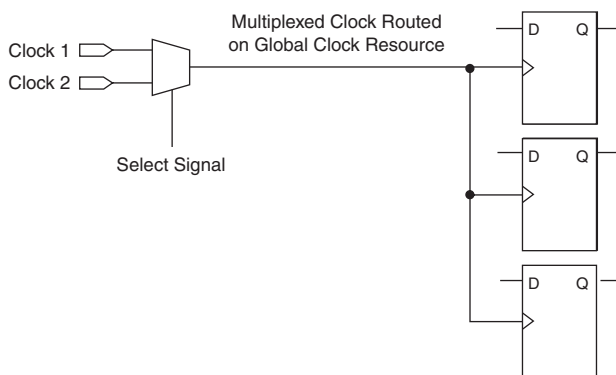 Multiplexed Clock Routed
on Global Clock Resource
Clock 1
Clock 2
Select Signal
D Q
D Q
D Q